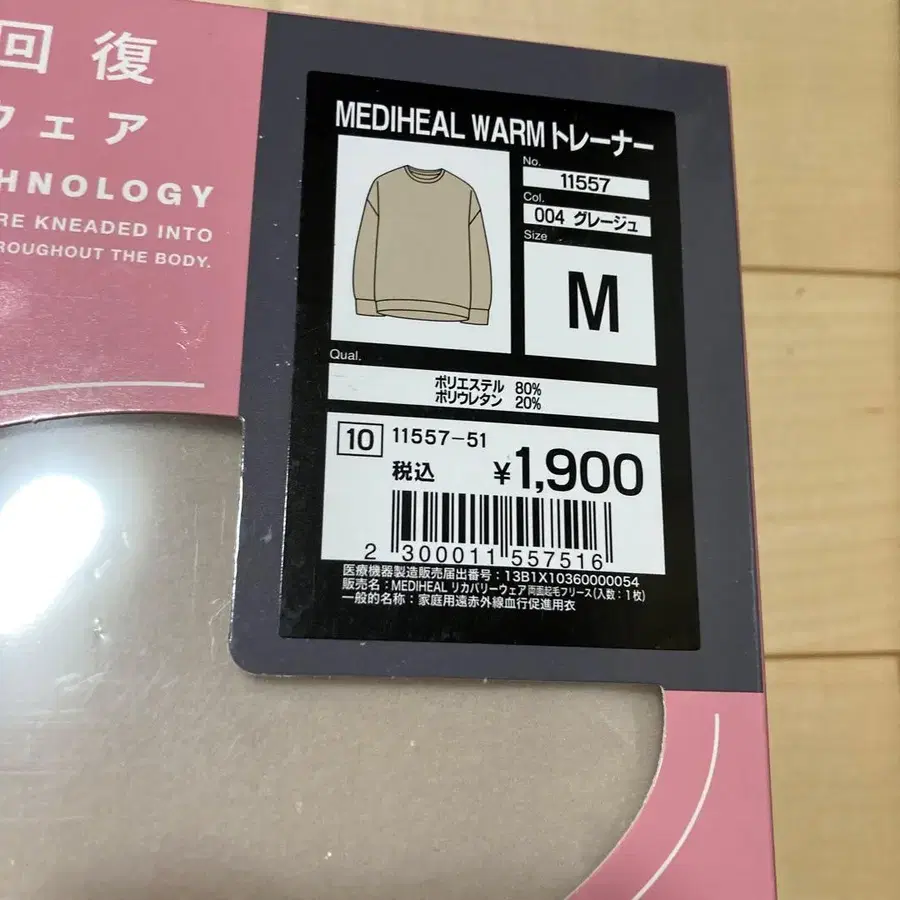 回復
ウェア
HNOLOGY
RE KNEADED INTO
ROUGHOUT THE BODY.
MEDIHEAL WARMトレーナー
No.
11557
Col.
004 グレージュ
Size
M
Qual.
ポリエステル 80%
ポリウレタン 20%
10 11557-51
税込 ¥1,900
2 300011 557516
医療機器製造販売届出番号：13B1X10360000054
販売名：MEDIHEAL リカバリーウェア両面起毛フリース(入数：1枚)
一般的名称：家庭用遠赤外線血行促進用衣